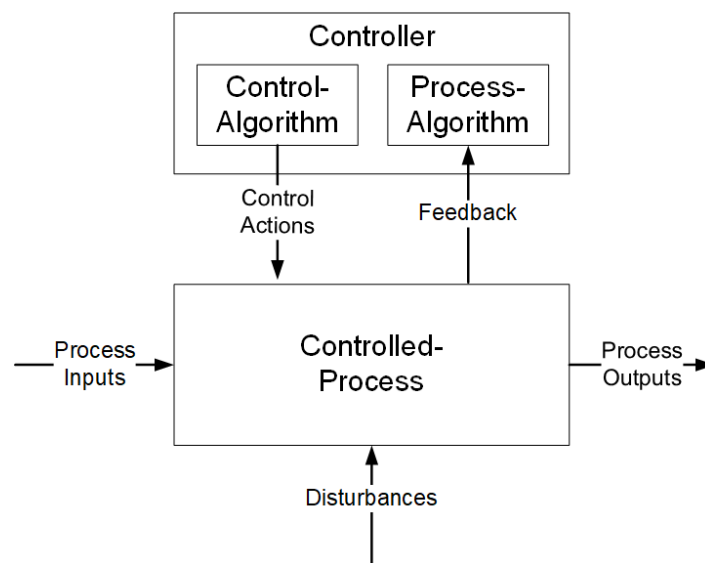 Controller
Control-
Algorithm
Process-
Algorithm
Control
Actions
Feedback
Process
Inputs
Controlled-
Process
Process
Outputs
Disturbances